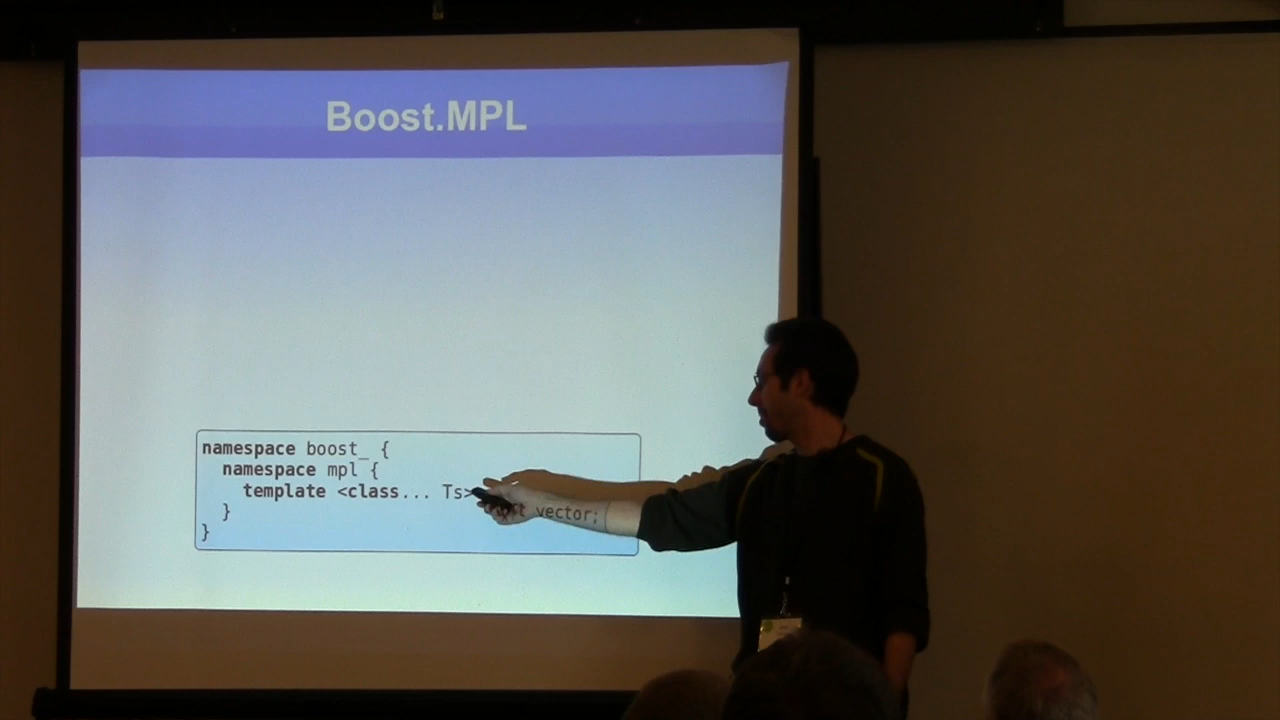 Boost.MPL
namespace boost_ {
namespace mpl {
template <class... Ts> vector;
}
}